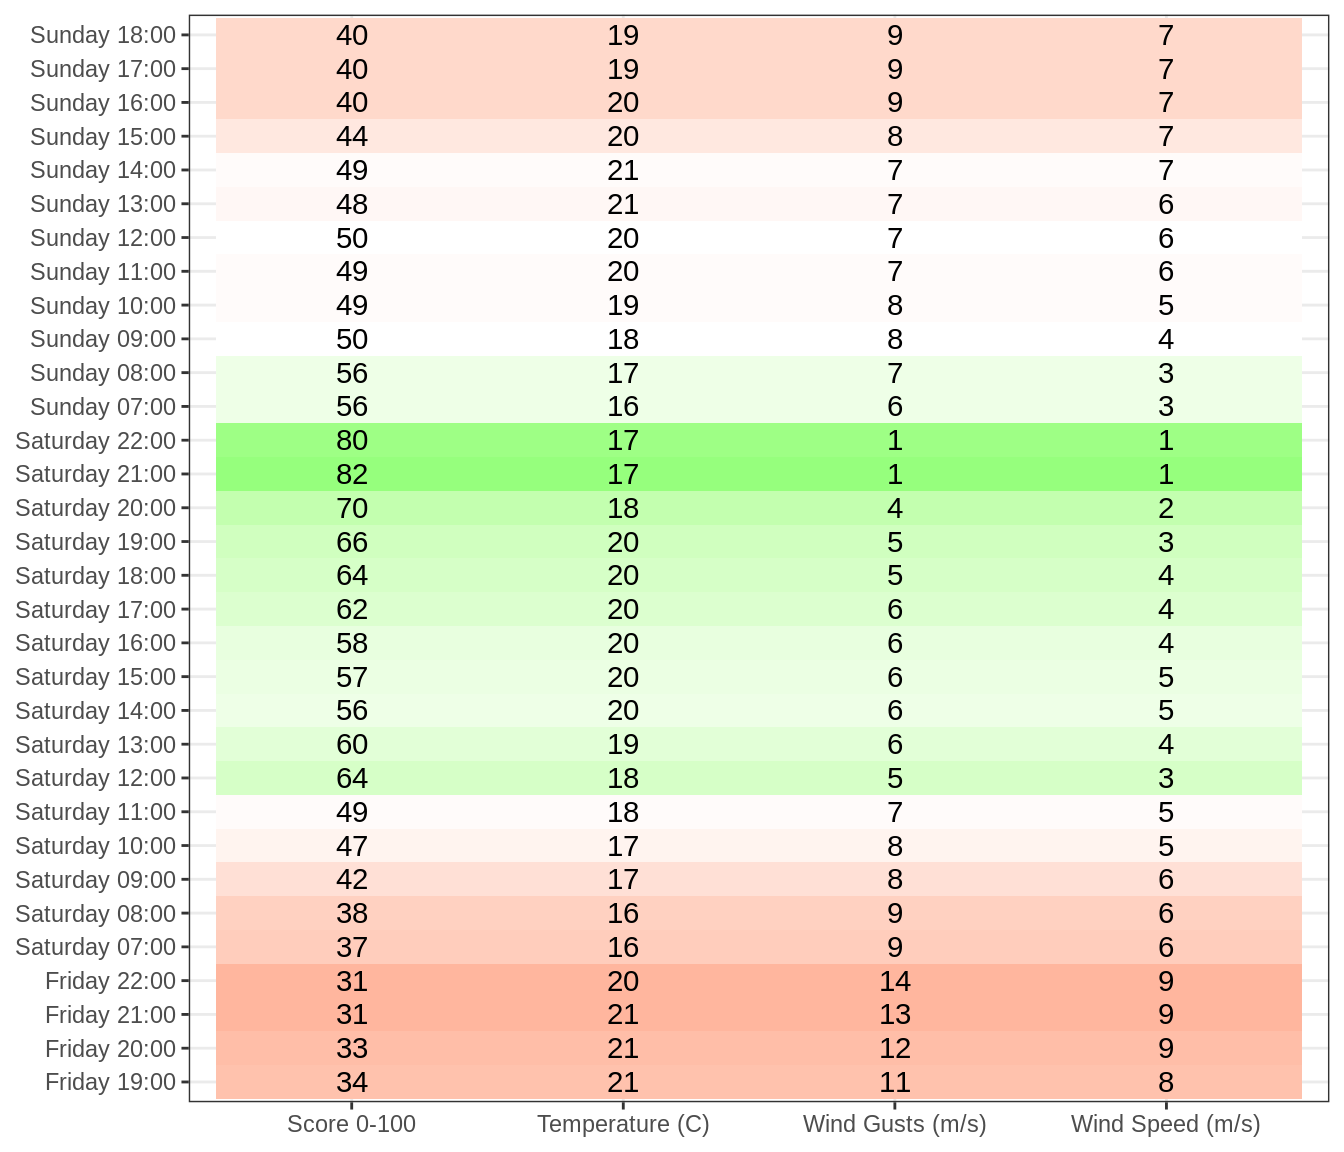 Sunday 18:00 40 19 9 7
Sunday 17:00 40 19 9 7
Sunday 16:00 40 20 9 7
Sunday 15:00 44 20 8 7
Sunday 14:00 49 21 7 7
Sunday 13:00 48 21 7 6
Sunday 12:00 50 20 7 6
Sunday 11:00 49 20 7 6
Sunday 10:00 49 19 8 5
Sunday 09:00 50 18 8 4
Sunday 08:00 56 17 7 3
Sunday 07:00 56 16 6 3
Saturday 22:00 80 17 1 1
Saturday 21:00 82 17 1 1
Saturday 20:00 70 18 4 2
Saturday 19:00 66 20 5 3
Saturday 18:00 64 20 5 4
Saturday 17:00 62 20 6 4
Saturday 16:00 58 20 6 4
Saturday 15:00 57 20 6 5
Saturday 14:00 56 20 6 5
Saturday 13:00 60 19 6 4
Saturday 12:00 64 18 5 3
Saturday 11:00 49 18 7 5
Saturday 10:00 47 17 8 5
Saturday 09:00 42 17 8 6
Saturday 08:00 38 16 9 6
Saturday 07:00 37 16 9 6
Friday 22:00 31 20 14 9
Friday 21:00 31 21 13 9
Friday 20:00 33 21 12 9
Friday 19:00 34 21 11 8
Score 0-100 Temperature (C) Wind Gusts (m/s) Wind Speed (m/s)